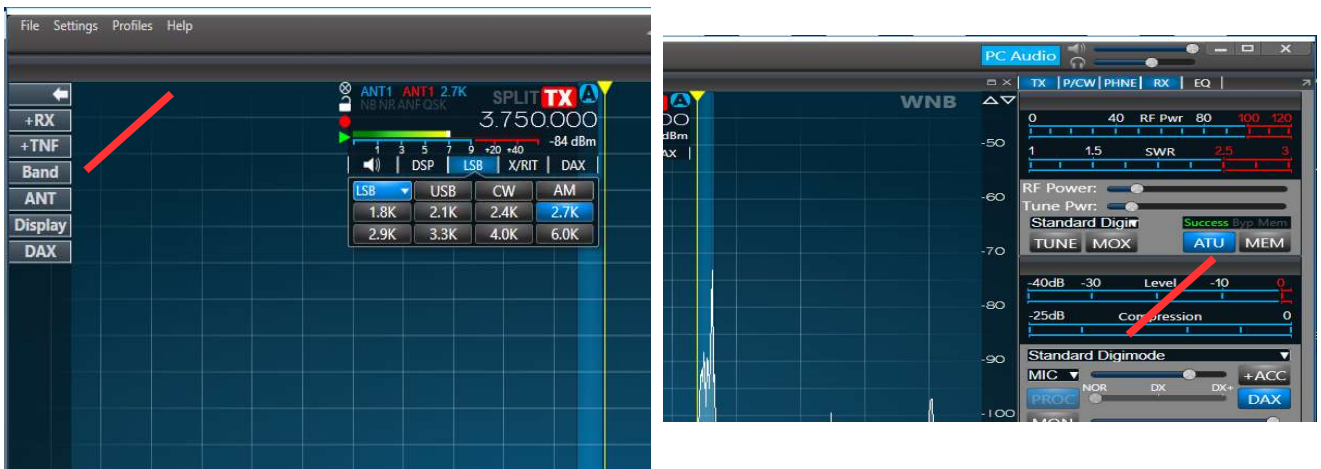 File Settings Profiles Help
+RX
+TNF
Band
ANT
Display
DAX
ANT1 ANT1 2.7K
NB NR ANF QSK
SPLIT TX A
3.750.000
1 3 5 7 9 +20 +40
-84 dBm
DSP LSB X/RIT DAX
LSB USB CW AM
1.8K 2.1K 2.4K 2.7K
2.9K 3.3K 4.0K 6.0K
PC Audio
A
WNB
dBm
-50
-60
-70
-80
-90
-100
TX P/CW PHNE RX EQ
0 40 RF Pwr 80 100 120
1 1.5 SWR 2.5 3
RF Power:
Tune Pwr:
Standard Digim
Success Byp Mem
TUNE MOX ATU MEM
-40dB -30 Level -10 0
-25dB Compression 0
Standard Digimode
MIC +ACC
NOR DX DX+
PROC DAX
MON